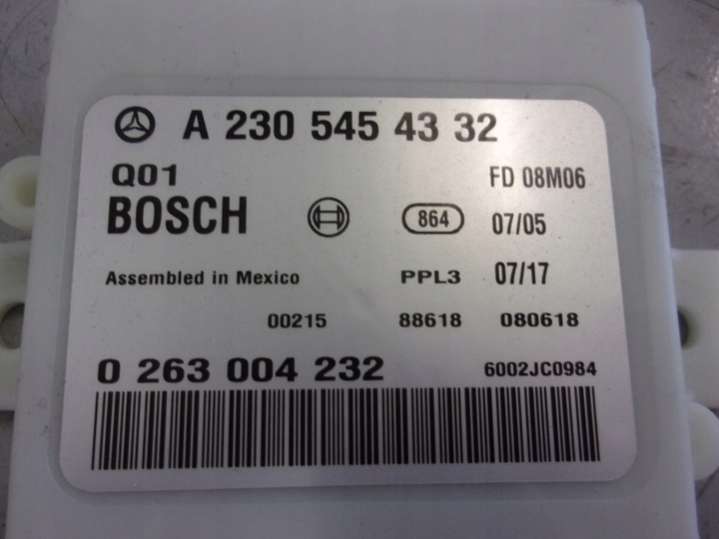 A 230 545 43 32
Q01 FD 08M06
BOSCH 864 07/05
Assembled in Mexico PPL3 07/17
00215 88618 080618
0 263 004 232 6002JC0984